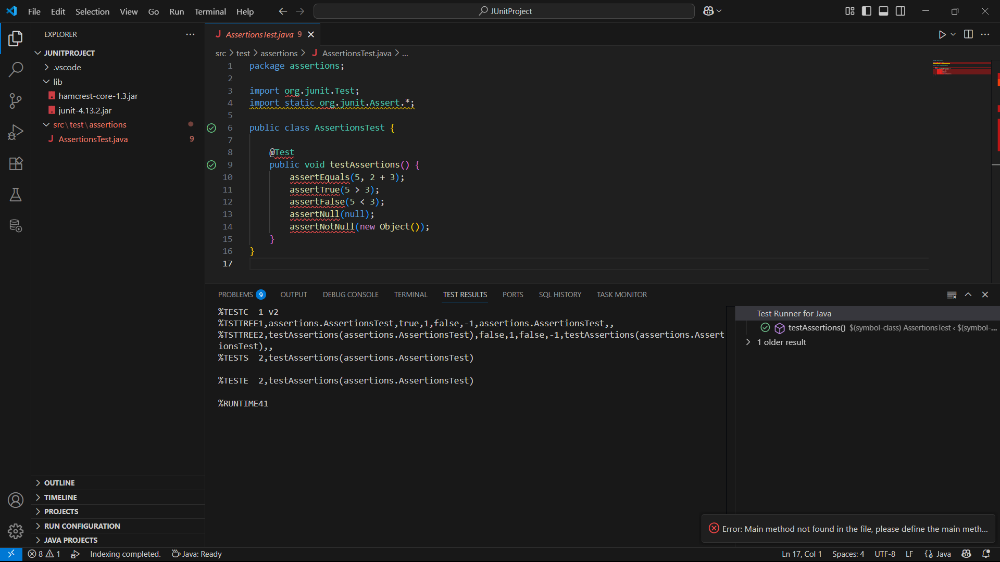 File Edit Selection View Go Run Terminal Help
JUnitProject
EXPLORER
JUNITPROJECT
.vscode
lib
hamcrest-core-1.3.jar
junit-4.13.2.jar
src\test\assertions
J AssertionsTest.java 9
OUTLINE
TIMELINE
PROJECTS
RUN CONFIGURATION
JAVA PROJECTS
J AssertionsTest.java 9
src > test > assertions > J AssertionsTest.java > ...
1 package assertions;
2
3 import org.junit.Test;
4 import static org.junit.Assert.*;
5
6 public class AssertionsTest {
7
8 @Test
9 public void testAssertions() {
10 assertEquals(5, 2 + 3);
11 assertTrue(5 > 3);
12 assertFalse(5 < 3);
13 assertNull(null);
14 assertNotNull(new Object());
15 }
16 }
17
PROBLEMS 9 OUTPUT DEBUG CONSOLE TERMINAL TEST RESULTS PORTS SQL HISTORY TASK MONITOR
%TESTC 1 v2
%TSTTREE1,assertions.AssertionsTest,true,1,false,-1,assertions.AssertionsTest,,
%TSTTREE2,testAssertions(assertions.AssertionsTest),false,1,false,-1,testAssertions(assertions.Assert
ionsTest),,
%TESTS 2,testAssertions(assertions.AssertionsTest)
%TESTE 2,testAssertions(assertions.AssertionsTest)
%RUNTIME41
Test Runner for Java
testAssertions() $(symbol-class) AssertionsTest < $(symbol-...
1 older result
Error: Main method not found in the file, please define the main meth...
8 1 Indexing completed. Java: Ready
Ln 17, Col 1 Spaces: 4 UTF-8 LF {} Java